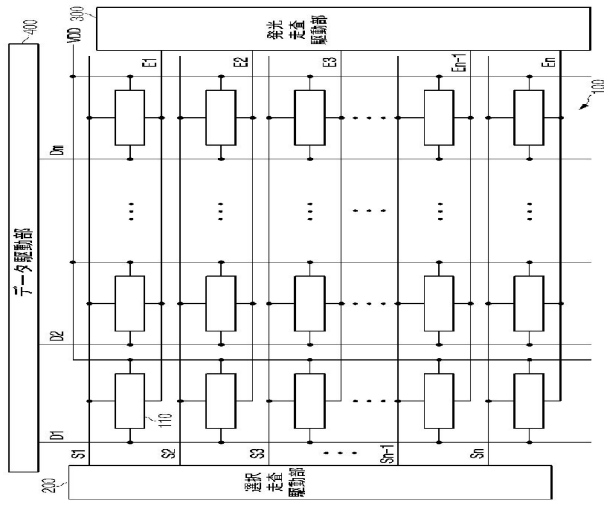 400
データ駆動部
300
発光
走査
駆動部
VDD
D1
D2
Dm
S1
E1
S2
E2
S3
E3
Sn-1
En-1
Sn
En
110
200
選択
走査
駆動部
100